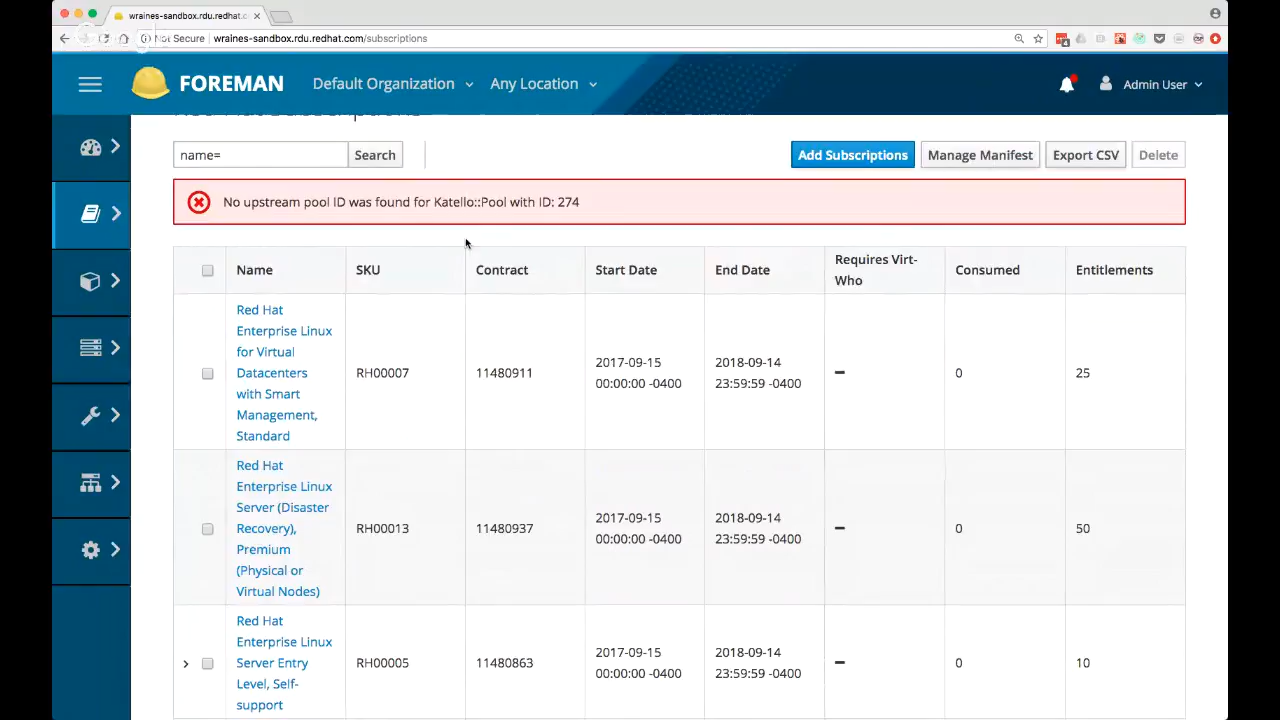 wraines-sandbox.rdu.redhat.c
Not Secure
wraines-sandbox.rdu.redhat.com/subscriptions
4
FOREMAN
Default Organization
Any Location
Admin User
name=
Search
Add Subscriptions
Manage Manifest
Export CSV
Delete
No upstream pool ID was found for Katello::Pool with ID: 274
Name
SKU
Contract
Start Date
End Date
Requires Virt-
Who
Consumed
Entitlements
Red Hat
Enterprise Linux
for Virtual
Datacenters
with Smart
Management,
Standard
RH00007
11480911
2017-09-15
00:00:00 -0400
2018-09-14
23:59:59 -0400
0
25
Red Hat
Enterprise Linux
Server (Disaster
Recovery),
Premium
(Physical or
Virtual Nodes)
RH00013
11480937
2017-09-15
00:00:00 -0400
2018-09-14
23:59:59 -0400
0
50
Red Hat
Enterprise Linux
Server Entry
Level, Self-
support
RH00005
11480863
2017-09-15
00:00:00 -0400
2018-09-14
23:59:59 -0400
0
10